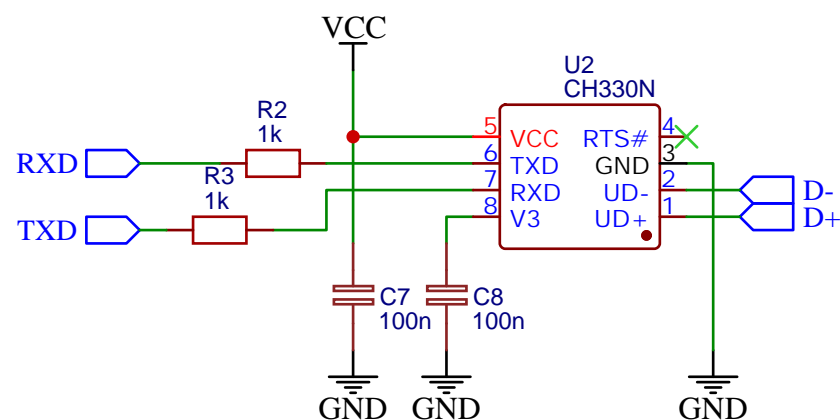 VCC
U2
CH330N
R2
1k
RXD
R3
1k
TXD
5 VCC RTS# 4
6 TXD GND 3
7 RXD UD- 2
8 V3 UD+ 1
D-
D+
C7
100n
C8
100n
GND
GND
GND